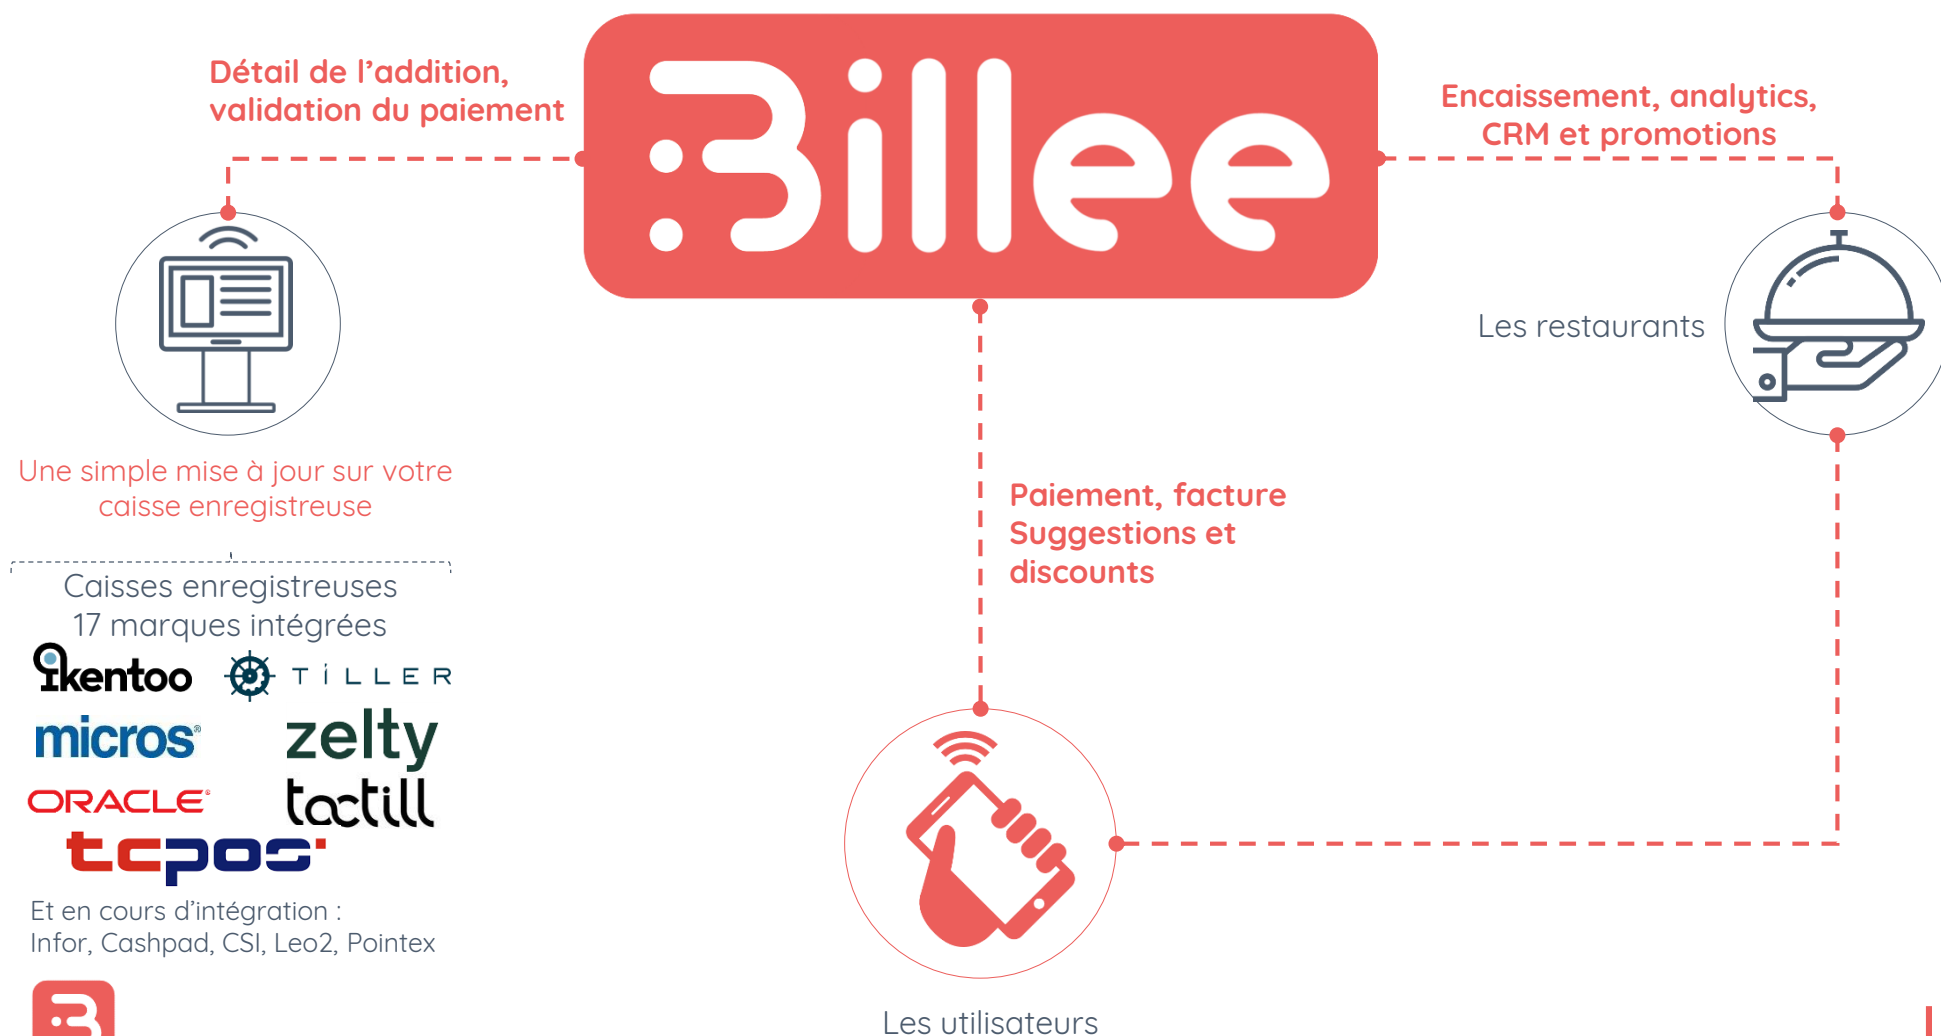 Billee
Détail de l’addition,
validation du paiement
Encaissement, analytics,
CRM et promotions
Les restaurants
Une simple mise à jour sur votre
caisse enregistreuse
Paiement, facture
Suggestions et
discounts
Caisses enregistreuses
17 marques intégrées
ikentoo
TiLLER
micros®
zelty
ORACLE®
tactill
tcpos
Et en cours d’intégration :
Infor, Cashpad, CSI, Leo2, Pointex
Les utilisateurs
B